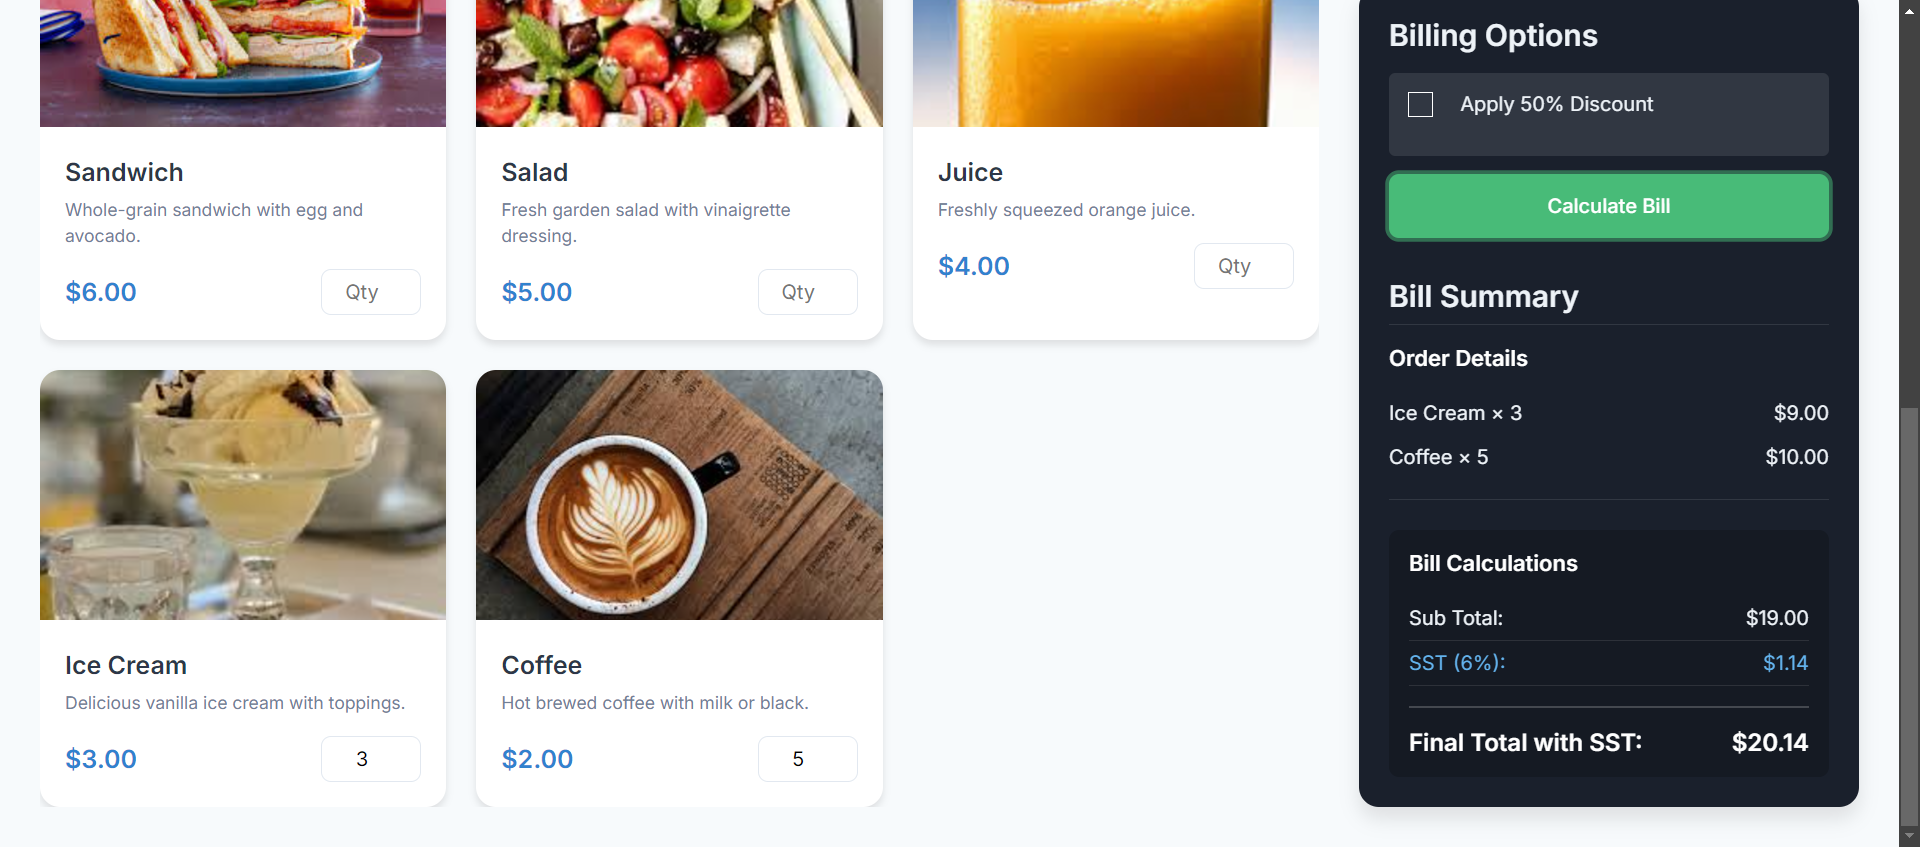 Sandwich
Whole-grain sandwich with egg and
avocado.
$6.00
Qty
Salad
Fresh garden salad with vinaigrette
dressing.
$5.00
Qty
Juice
Freshly squeezed orange juice.
$4.00
Qty
Ice Cream
Delicious vanilla ice cream with toppings.
$3.00
3
Coffee
Hot brewed coffee with milk or black.
$2.00
5
Billing Options
Apply 50% Discount
Calculate Bill
Bill Summary
Order Details
Ice Cream × 3 $9.00
Coffee × 5 $10.00
Bill Calculations
Sub Total: $19.00
SST (6%): $1.14
Final Total with SST: $20.14